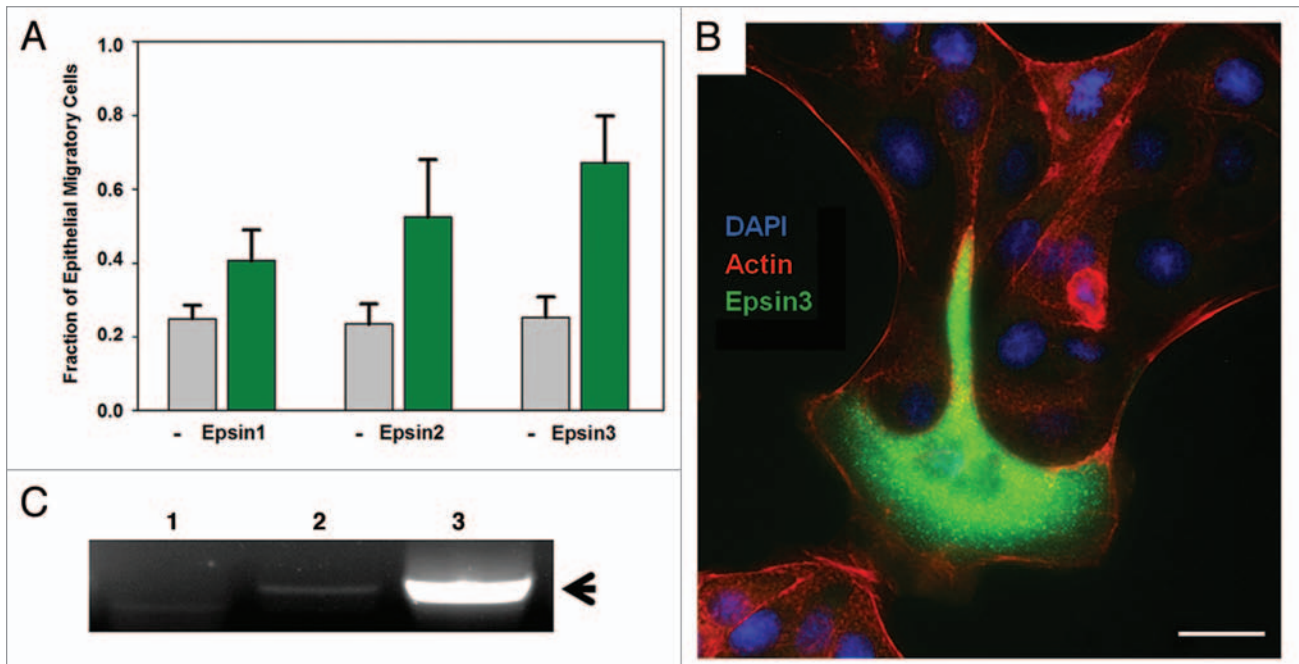 A
Fraction of Epithelial Migratory Cells
1.0
0.8
0.6
0.4
0.2
0.0
- Epsin1 - Epsin2 - Epsin3
B
DAPI
Actin
Epsin3
C
1 2 3